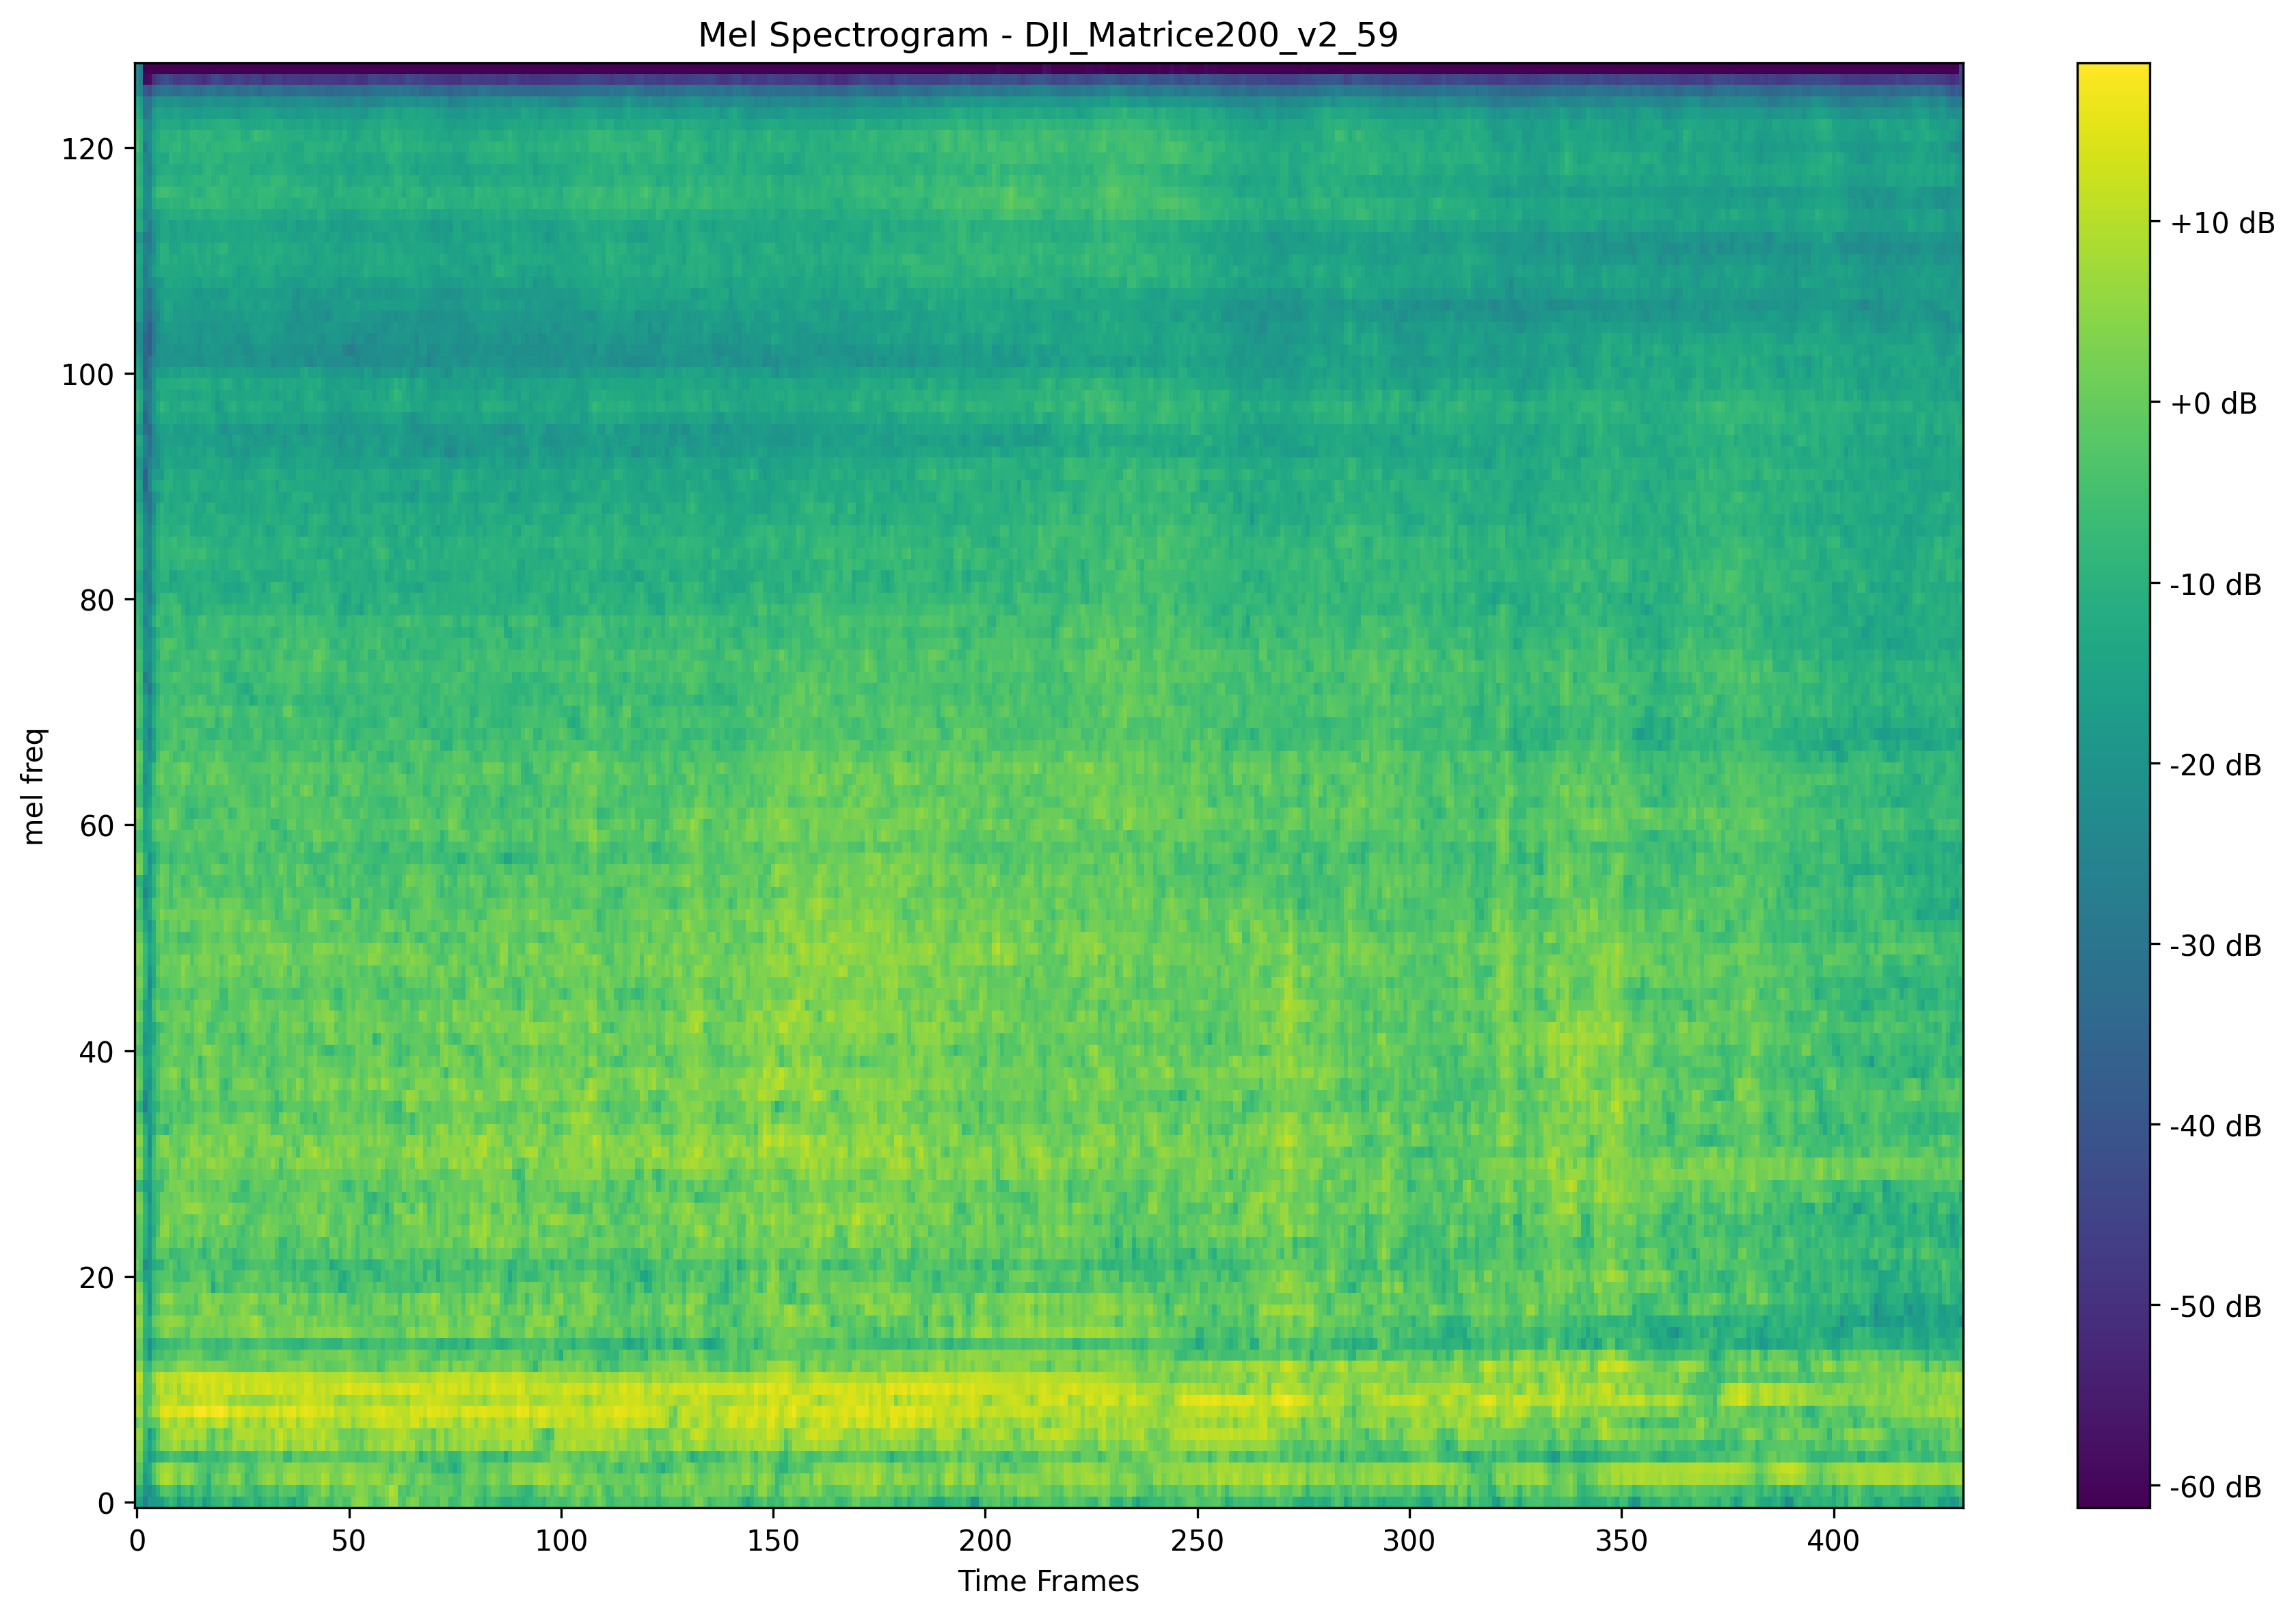 Mel Spectrogram - DJI_Matrice200_v2_59
mel freq
120
100
80
60
40
20
0
0 50 100 150 200 250 300 350 400
Time Frames
+10 dB
+0 dB
-10 dB
-20 dB
-30 dB
-40 dB
-50 dB
-60 dB